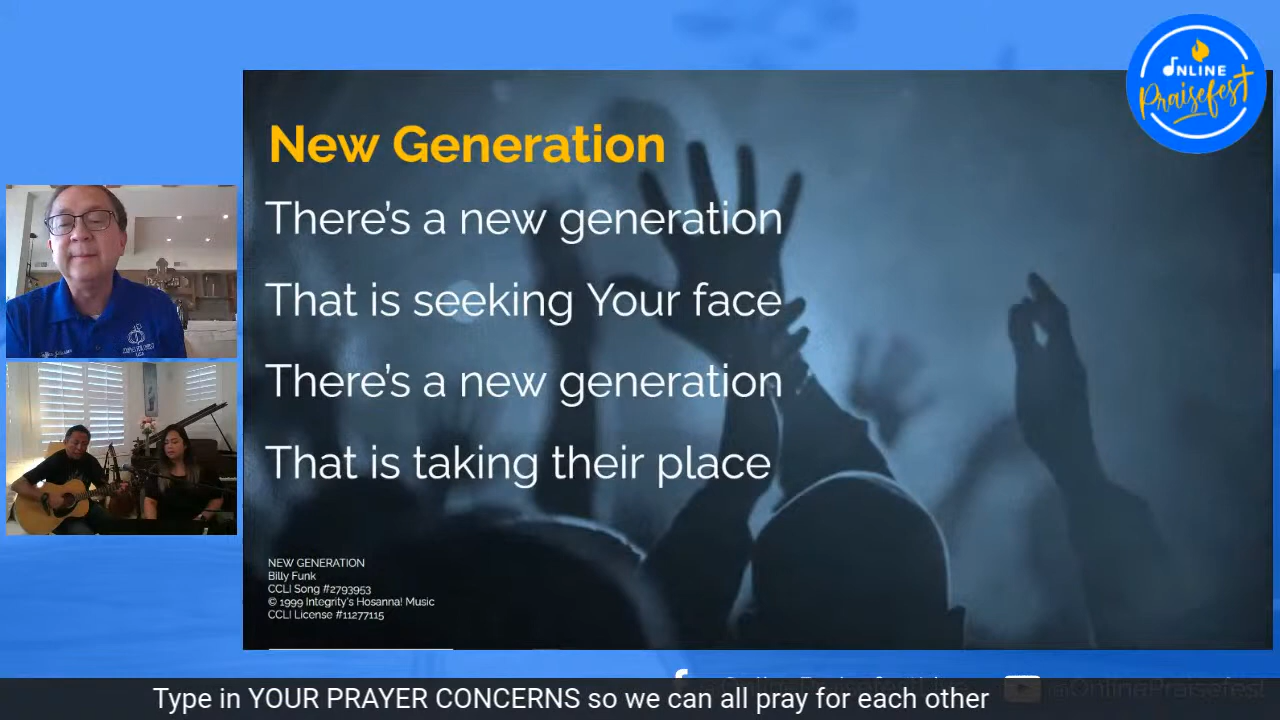 ONLINE
Praisefest
New Generation
There's a new generation
That is seeking Your face
There's a new generation
That is taking their place
NEW GENERATION
Billy Funk
CCLI Song #2793953
© 1999 Integrity's Hosanna! Music
CCLI License #11277115
Type in YOUR PRAYER CONCERNS so we can all pray for each other